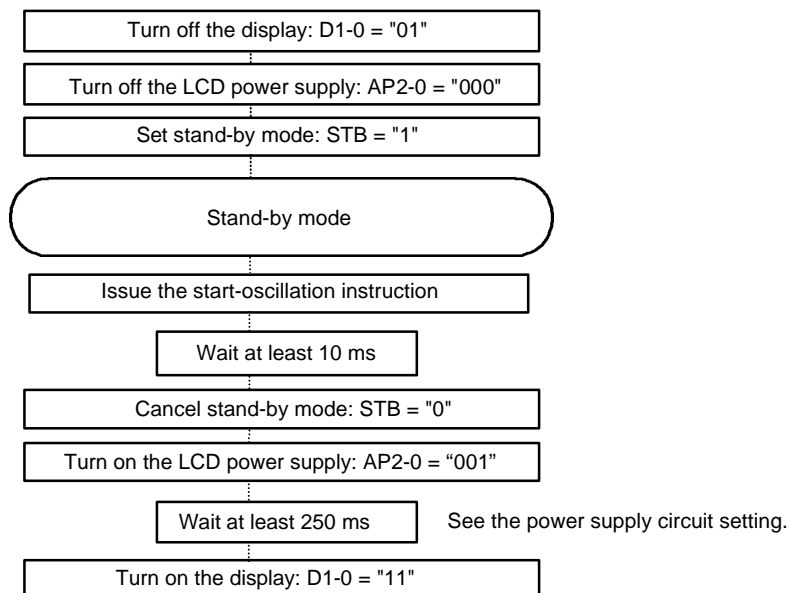 Turn off the display: D1-0 = "01"
Turn off the LCD power supply: AP2-0 = "000"
Set stand-by mode: STB = "1"
Stand-by mode
Issue the start-oscillation instruction
Wait at least 10 ms
Cancel stand-by mode: STB = "0"
Turn on the LCD power supply: AP2-0 = “001”
Wait at least 250 ms See the power supply circuit setting.
Turn on the display: D1-0 = "11"